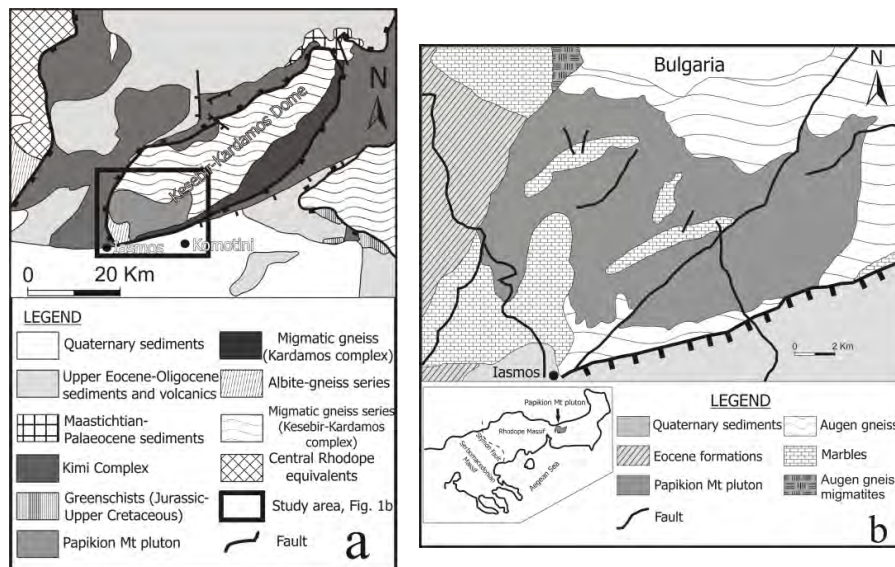 N
Kesebir-Kardamos Dome
Iasmos
Komotini
0 20 Km
LEGEND
Quaternary sediments
Upper Eocene-Oligocene
sediments and volcanics
Maastichtian-
Palaeocene sediments
Kimi Complex
Greenschists (Jurassic-
Upper Cretaceous)
Papikion Mt pluton
Migmatic gneiss
(Kardamos complex)
Albite-gneiss series
Migmatic gneiss series
(Kesebir-Kardamos
complex)
Central Rhodope
equivalents
Study area, Fig. 1b
Fault
a
Bulgaria
N
Iasmos
0 2 Km
Papikion Mt pluton
Rhodope Massif
Strymon Fault
Serbomacedonian
Massif
Aegean Sea
LEGEND
Quaternary sediments
Eocene formations
Papikion Mt pluton
Fault
Augen gneiss
Marbles
Augen gneiss
migmatites
b